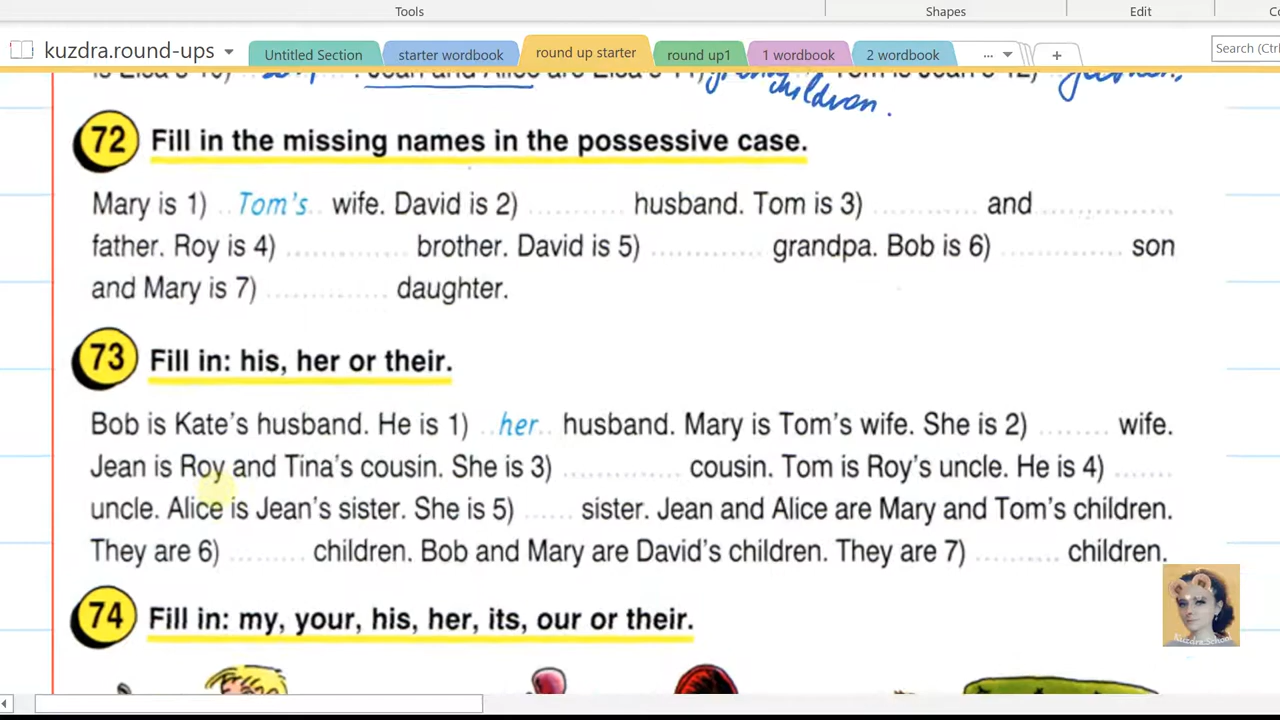 Tools Shapes Edit
kuzdra.round-ups Untitled Section starter wordbook round up starter round up1 1 wordbook 2 wordbook ... + Search (Ctr
children.
72 Fill in the missing names in the possessive case.
Mary is 1) ..Tom's.. wife. David is 2) .......... husband. Tom is 3) ........... and ..............
father. Roy is 4) ............. brother. David is 5) ............ grandpa. Bob is 6) ............. son
and Mary is 7) ............. daughter.
73 Fill in: his, her or their.
Bob is Kate's husband. He is 1) ..her.. husband. Mary is Tom's wife. She is 2) ........ wife.
Jean is Roy and Tina's cousin. She is 3) ............. cousin. Tom is Roy's uncle. He is 4) .......
uncle. Alice is Jean's sister. She is 5) ...... sister. Jean and Alice are Mary and Tom's children.
They are 6) ......... children. Bob and Mary are David's children. They are 7) .......... children.
Kuzdra.School
74 Fill in: my, your, his, her, its, our or their.